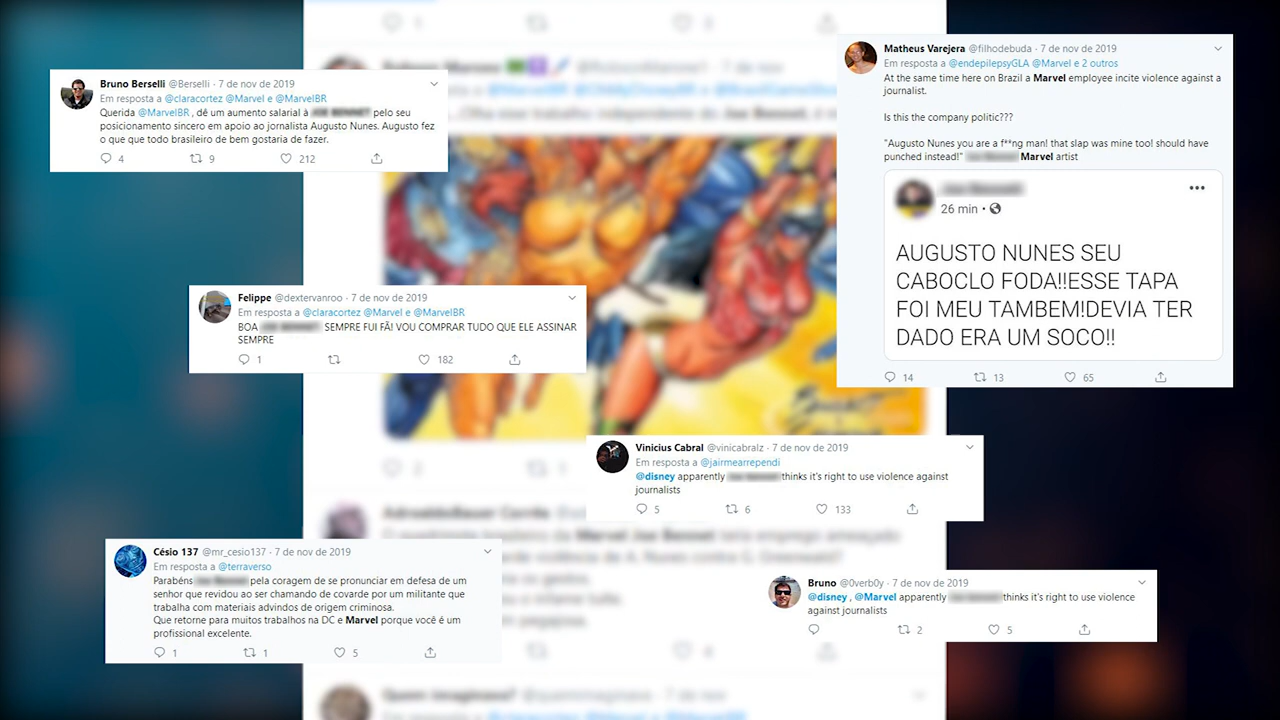 Bruno Berselli @Berselli · 7 de nov de 2019
Em resposta a @claracortez @Marvel e @MarvelBR
Querida @MarvelBR , dê um aumento salarial à pelo seu
posicionamento sincero em apoio ao jornalista Augusto Nunes. Augusto fez
o que que todo brasileiro de bem gostaria de fazer.
4 9 212
Matheus Varejera @filhodebuda · 7 de nov de 2019
Em resposta a @endepilepsyGLA @Marvel e 2 outros
At the same time here on Brazil a Marvel employee incite violence against a
journalist.
Is this the company politic???
"Augusto Nunes you are a f**ng man! that slap was mine too! should have
punched instead!" Marvel artist
26 min ·
AUGUSTO NUNES SEU
CABOCLO FODA!!ESSE TAPA
FOI MEU TAMBEM!DEVIA TER
DADO ERA UM SOCO!!
14 13 65
Felippe @dextervanroo · 7 de nov de 2019
Em resposta a @claracortez @Marvel e @MarvelBR
BOA SEMPRE FUI FÃ! VOU COMPRAR TUDO QUE ELE ASSINAR
SEMPRE
1 182
Vinicius Cabral @vinicabralz · 7 de nov de 2019
Em resposta a @jairmearrependi
@disney apparently thinks it's right to use violence against
journalists
5 6 133
Césio 137 @mr_cesio137 · 7 de nov de 2019
Em resposta a @terraverso
Parabéns pela coragem de se pronunciar em defesa de um
senhor que revidou ao ser chamando de covarde por um militante que
trabalha com materiais advindos de origem criminosa.
Que retorne para muitos trabalhos na DC e Marvel porque você é um
profissional excelente.
1 1 5
Bruno @0verb0y · 7 de nov de 2019
@disney , @Marvel apparently thinks it's right to use violence
against journalists
2 5